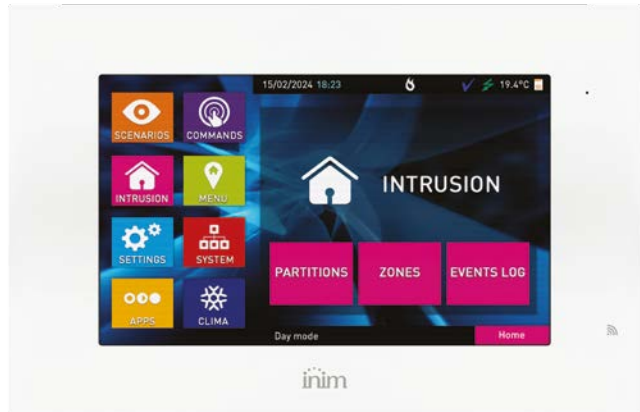 15/02/2024 18:23
19.4°C
SCENARIOS
COMMANDS
INTRUSION
MENU
SETTINGS
SYSTEM
APPS
CLIMA
INTRUSION
PARTITIONS
ZONES
EVENTS LOG
Day mode
Home
inim